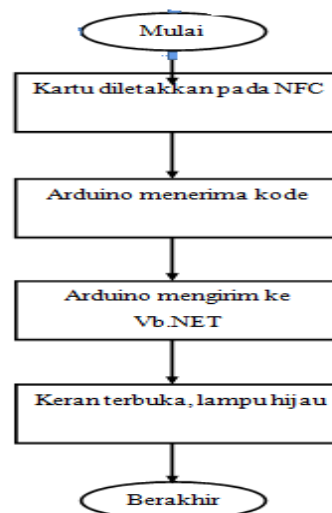 Mulai
Kartu diletakkan pada NFC
Arduino menerima kode
Arduino mengirim ke
Vb.NET
Keran terbuka, lampu hijau
Berakhir